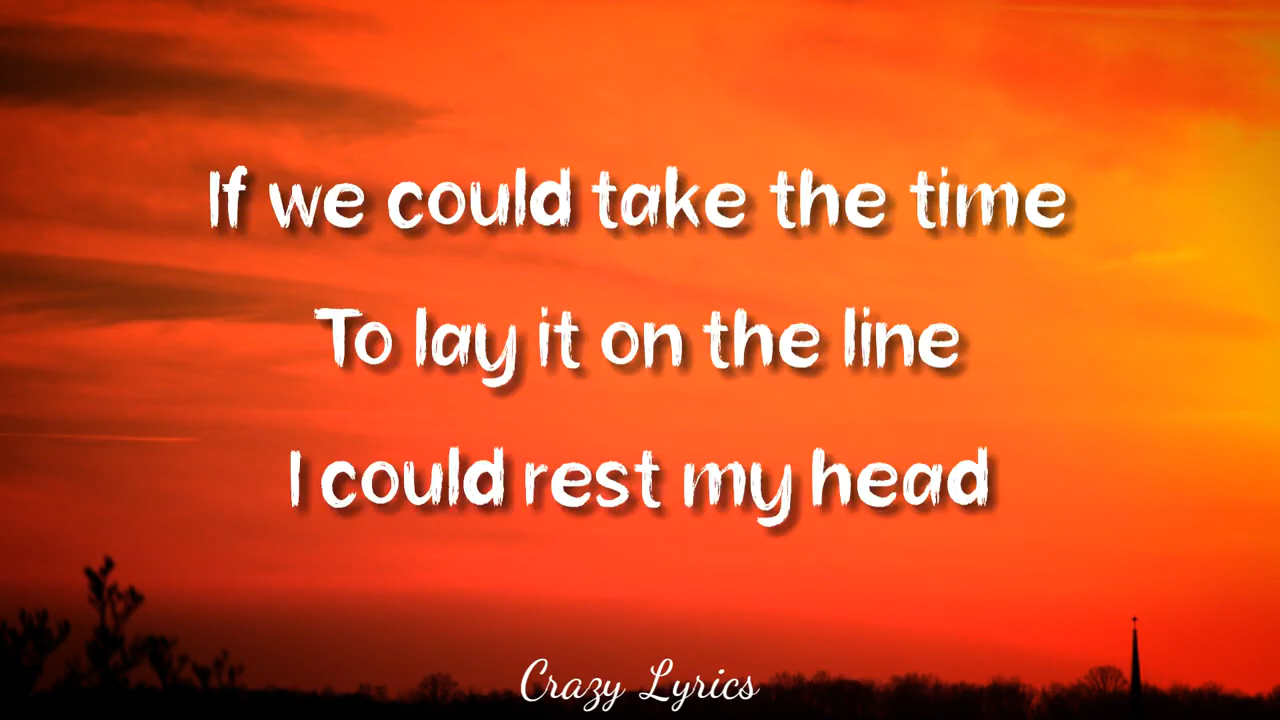 If we could take the time
To lay it on the line
I could rest my head
Crazy Lyrics